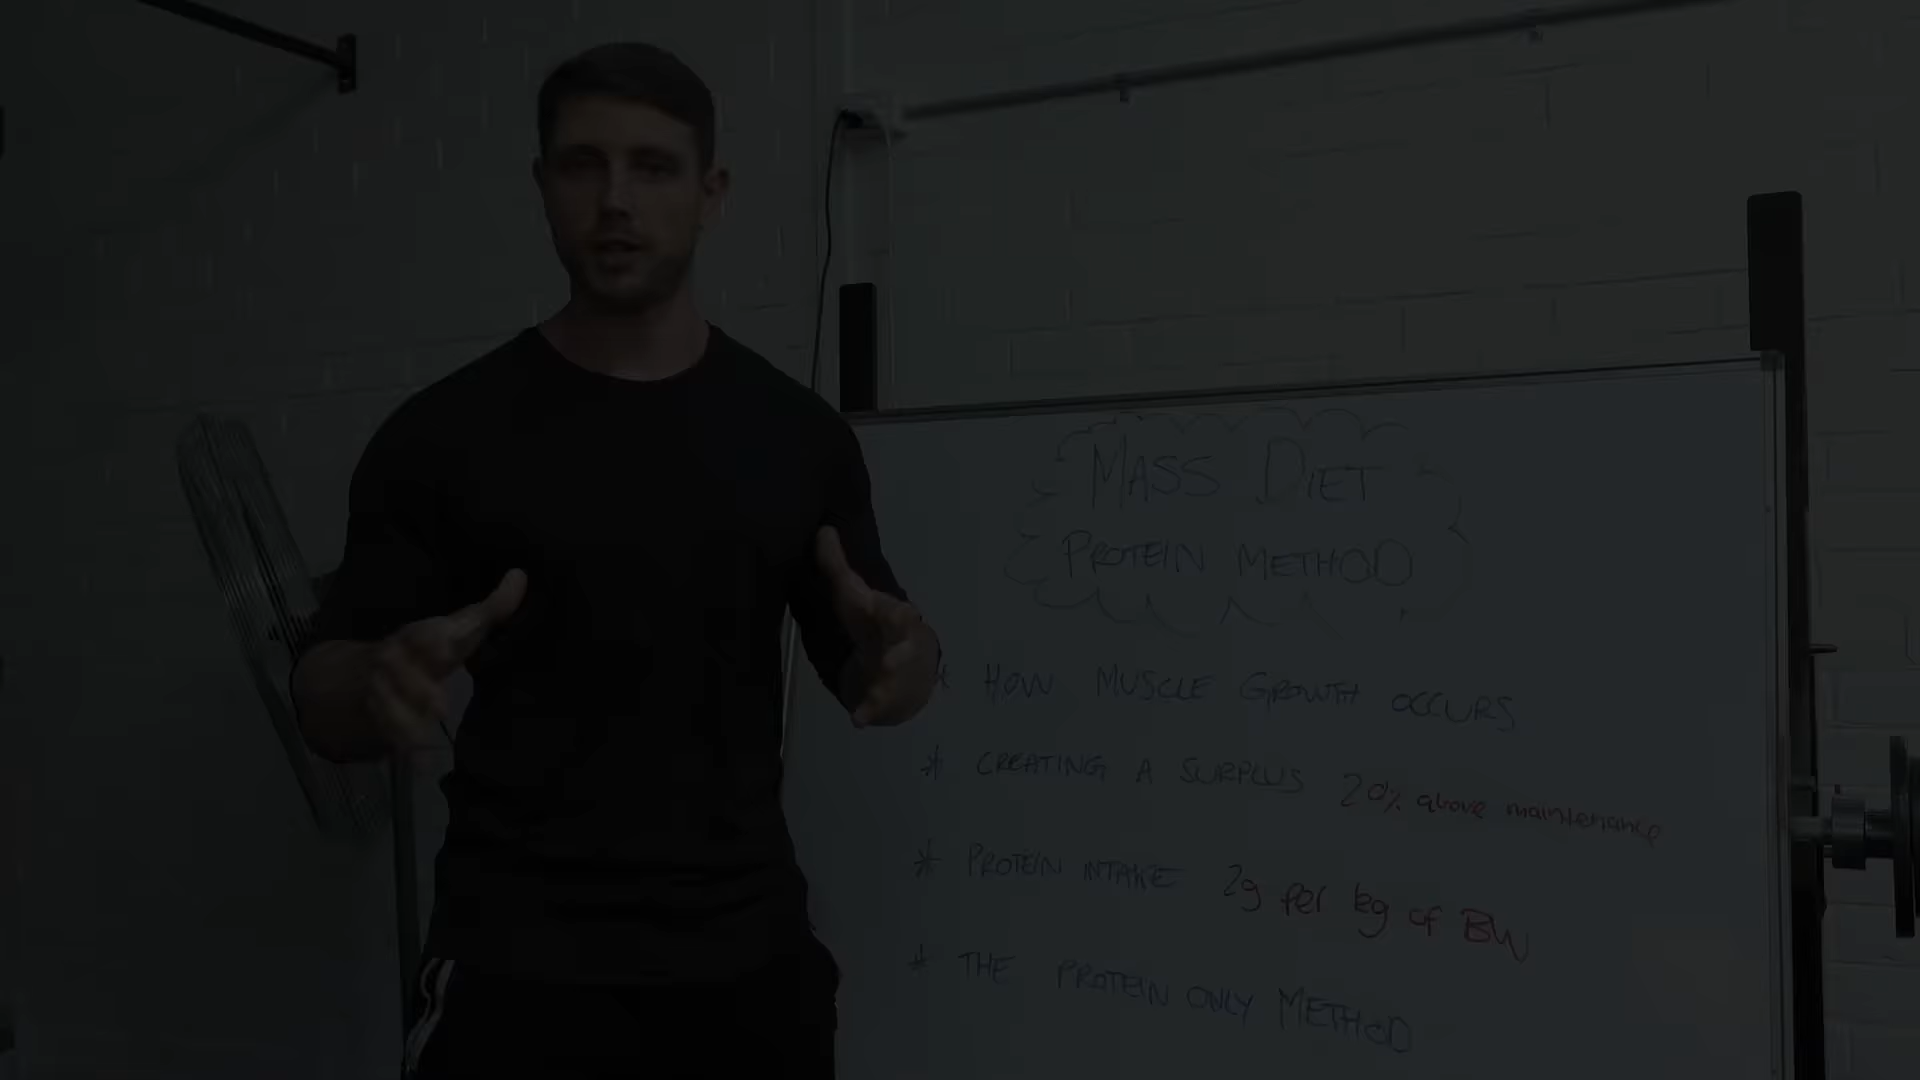 MASS DIET
PROTEIN METHOD
* HOW MUSCLE GROWTH OCCURS
* CREATING A SURPLUS 20% above maintenance
* PROTEIN INTAKE 2g per kg of BW
* THE PROTEIN ONLY METHOD